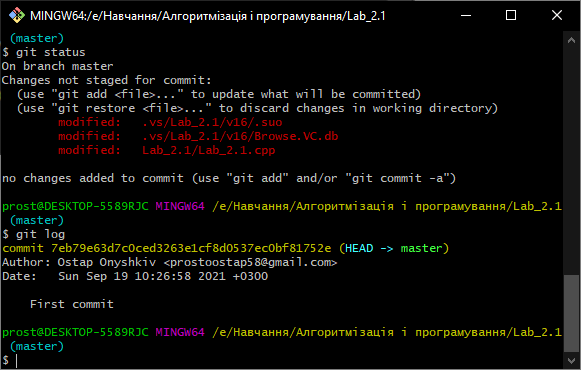 MINGW64:/e/Навчання/Алгоритмізація і програмування/Lab_2.1
(master)
$ git status
On branch master
Changes not staged for commit:
  (use "git add <file>..." to update what will be committed)
  (use "git restore <file>..." to discard changes in working directory)
        modified:   .vs/Lab_2.1/v16/.suo
        modified:   .vs/Lab_2.1/v16/Browse.VC.db
        modified:   Lab_2.1/Lab_2.1.cpp
no changes added to commit (use "git add" and/or "git commit -a")
prost@DESKTOP-5589RJC MINGW64 /e/Навчання/Алгоритмізація і програмування/Lab_2.1
(master)
$ git log
commit 7eb79e63d7c0ced3263e1cf8d0537ec0bf81752e (HEAD -> master)
Author: Ostap Onyshkiv <prostoostap58@gmail.com>
Date:   Sun Sep 19 10:26:58 2021 +0300
    First commit
prost@DESKTOP-5589RJC MINGW64 /e/Навчання/Алгоритмізація і програмування/Lab_2.1
(master)
$